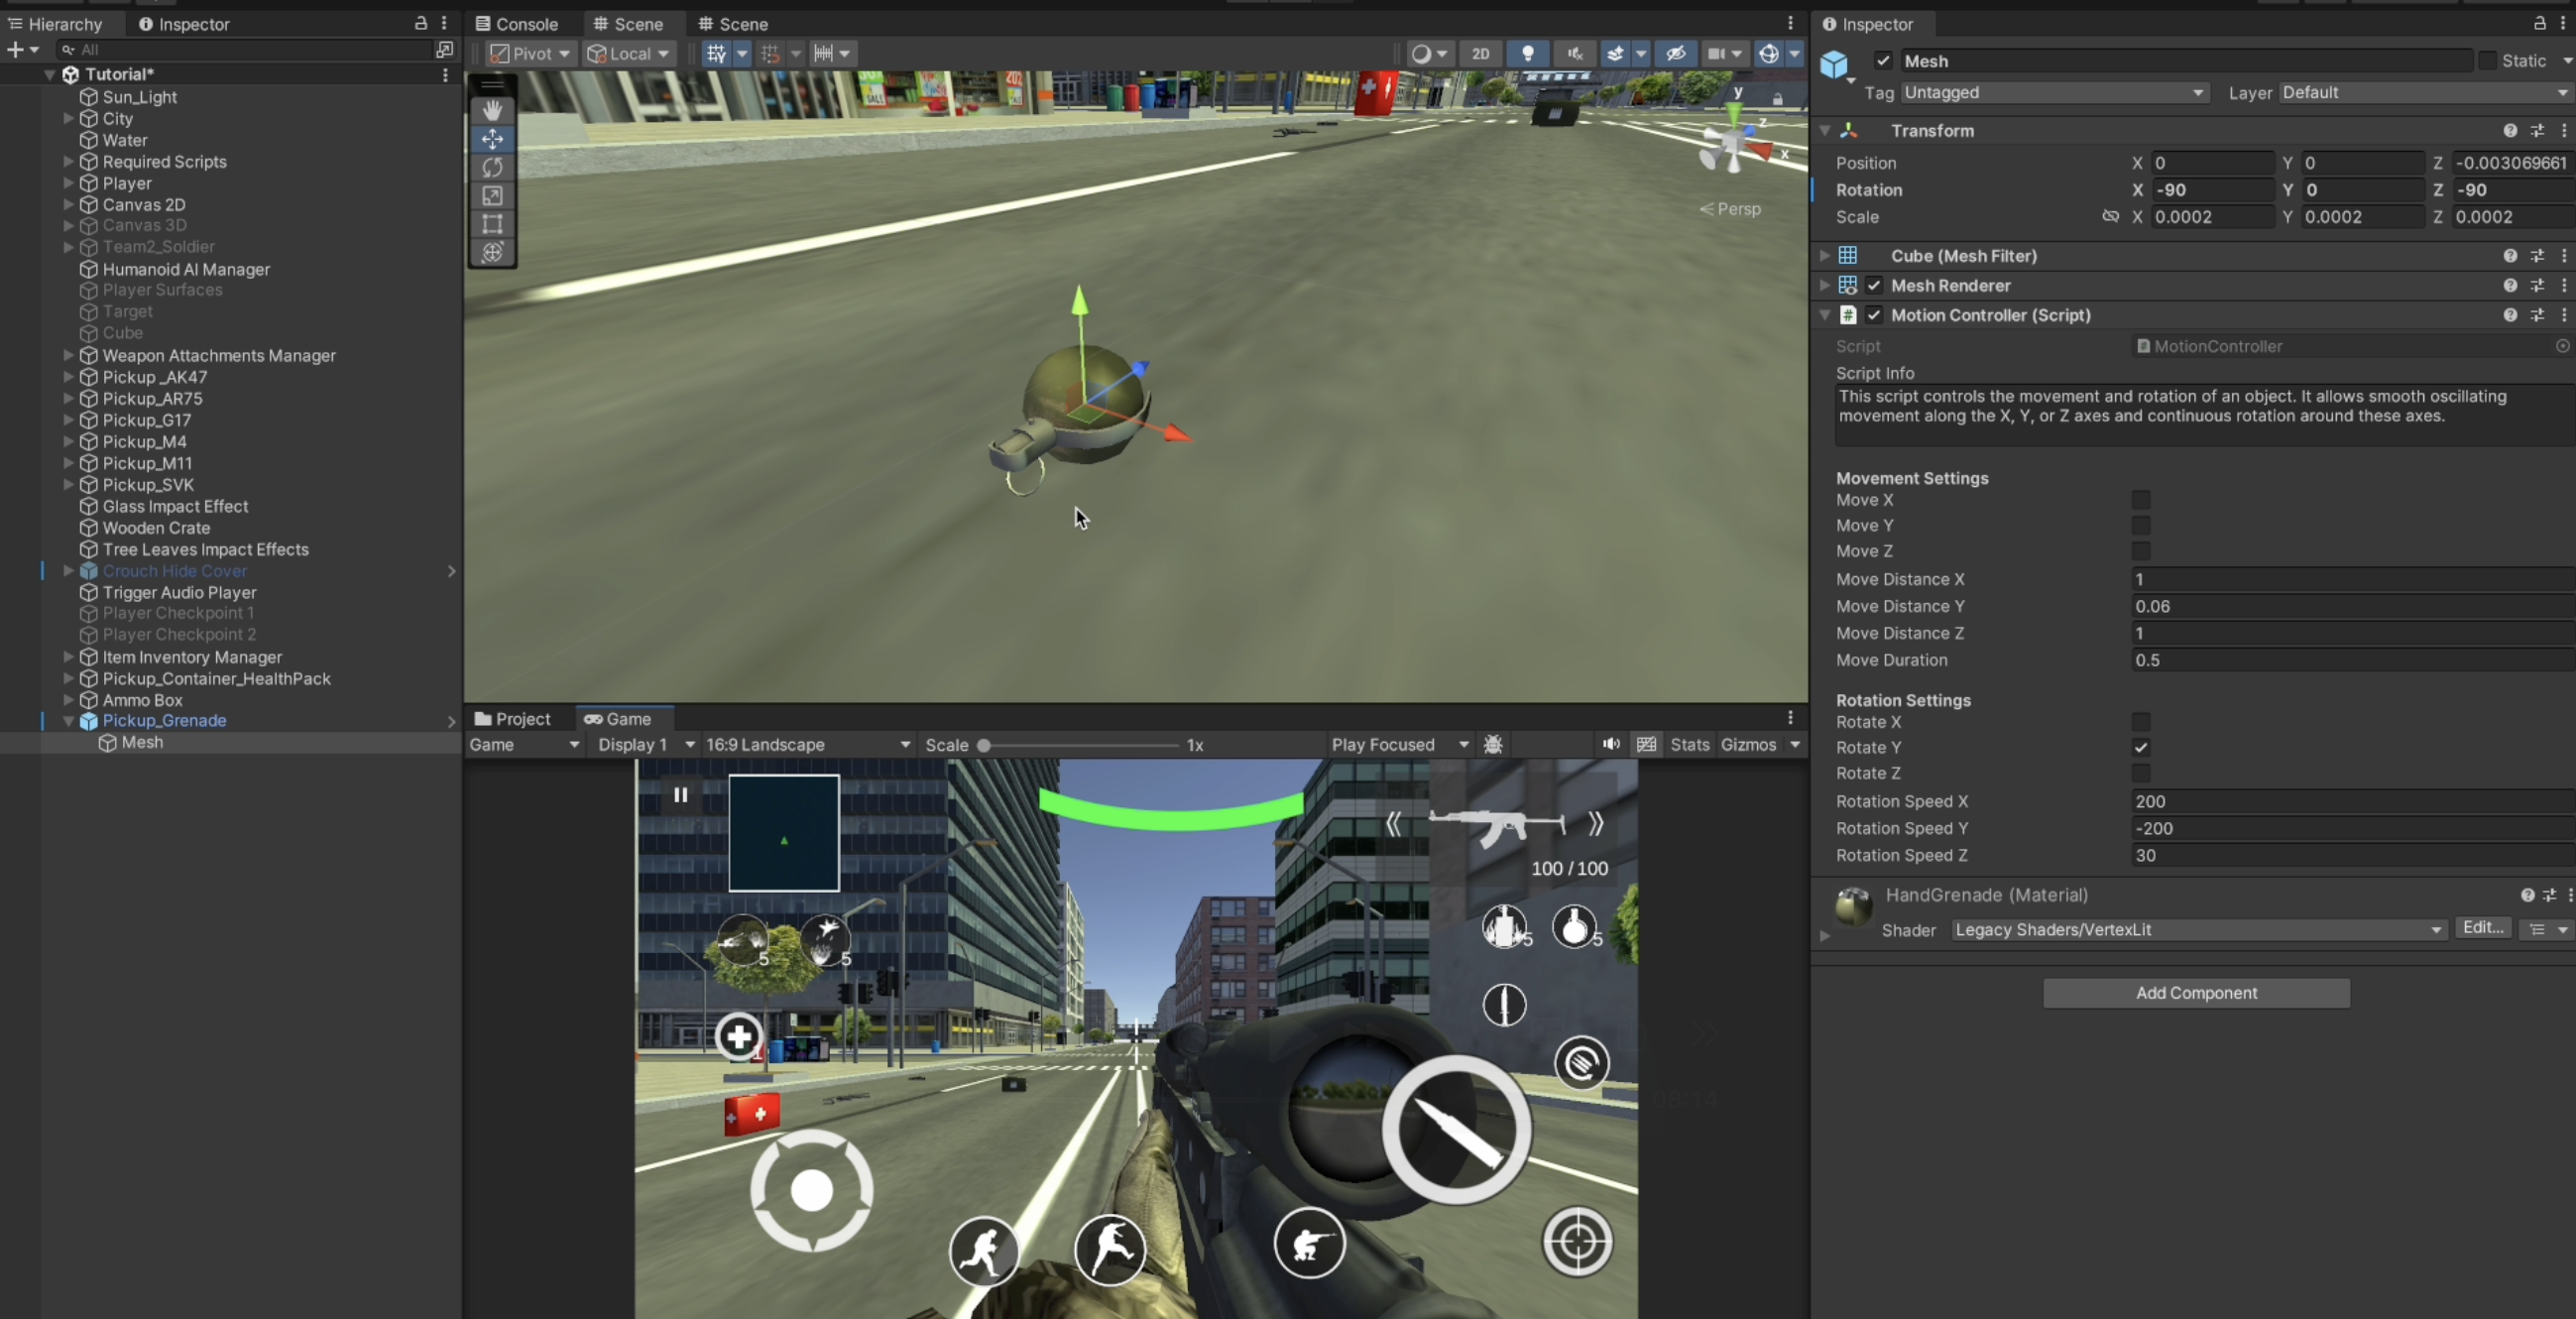 Hierarchy
Inspector
All
Tutorial*
Sun_Light
City
Water
Required Scripts
Player
Canvas 2D
Canvas 3D
Team2_Soldier
Humanoid AI Manager
Player Surfaces
Target
Cube
Weapon Attachments Manager
Pickup _AK47
Pickup_AR75
Pickup_G17
Pickup_M4
Pickup_M11
Pickup_SVK
Glass Impact Effect
Wooden Crate
Tree Leaves Impact Effects
Crouch Hide Cover
Trigger Audio Player
Player Checkpoint 1
Player Checkpoint 2
Item Inventory Manager
Pickup_Container_HealthPack
Ammo Box
Pickup_Grenade
Mesh
Console Scene Scene
Pivot Local 2D
SALE
y
z
x
Persp
Project Game
Game Display 1 16:9 Landscape Scale 1x Play Focused Stats Gizmos
100 / 100
5 5
5 5
1
Inspector
Mesh Static
Tag Untagged Layer Default
Transform
Position X 0 Y 0 Z -0.003069661
Rotation X -90 Y 0 Z -90
Scale X 0.0002 Y 0.0002 Z 0.0002
Cube (Mesh Filter)
Mesh Renderer
Motion Controller (Script)
Script MotionController
Script Info
This script controls the movement and rotation of an object. It allows smooth oscillating
movement along the X, Y, or Z axes and continuous rotation around these axes.
Movement Settings
Move X
Move Y
Move Z
Move Distance X 1
Move Distance Y 0.06
Move Distance Z 1
Move Duration 0.5
Rotation Settings
Rotate X
Rotate Y
Rotate Z
Rotation Speed X 200
Rotation Speed Y -200
Rotation Speed Z 30
HandGrenade (Material)
Shader Legacy Shaders/VertexLit Edit...
Add Component